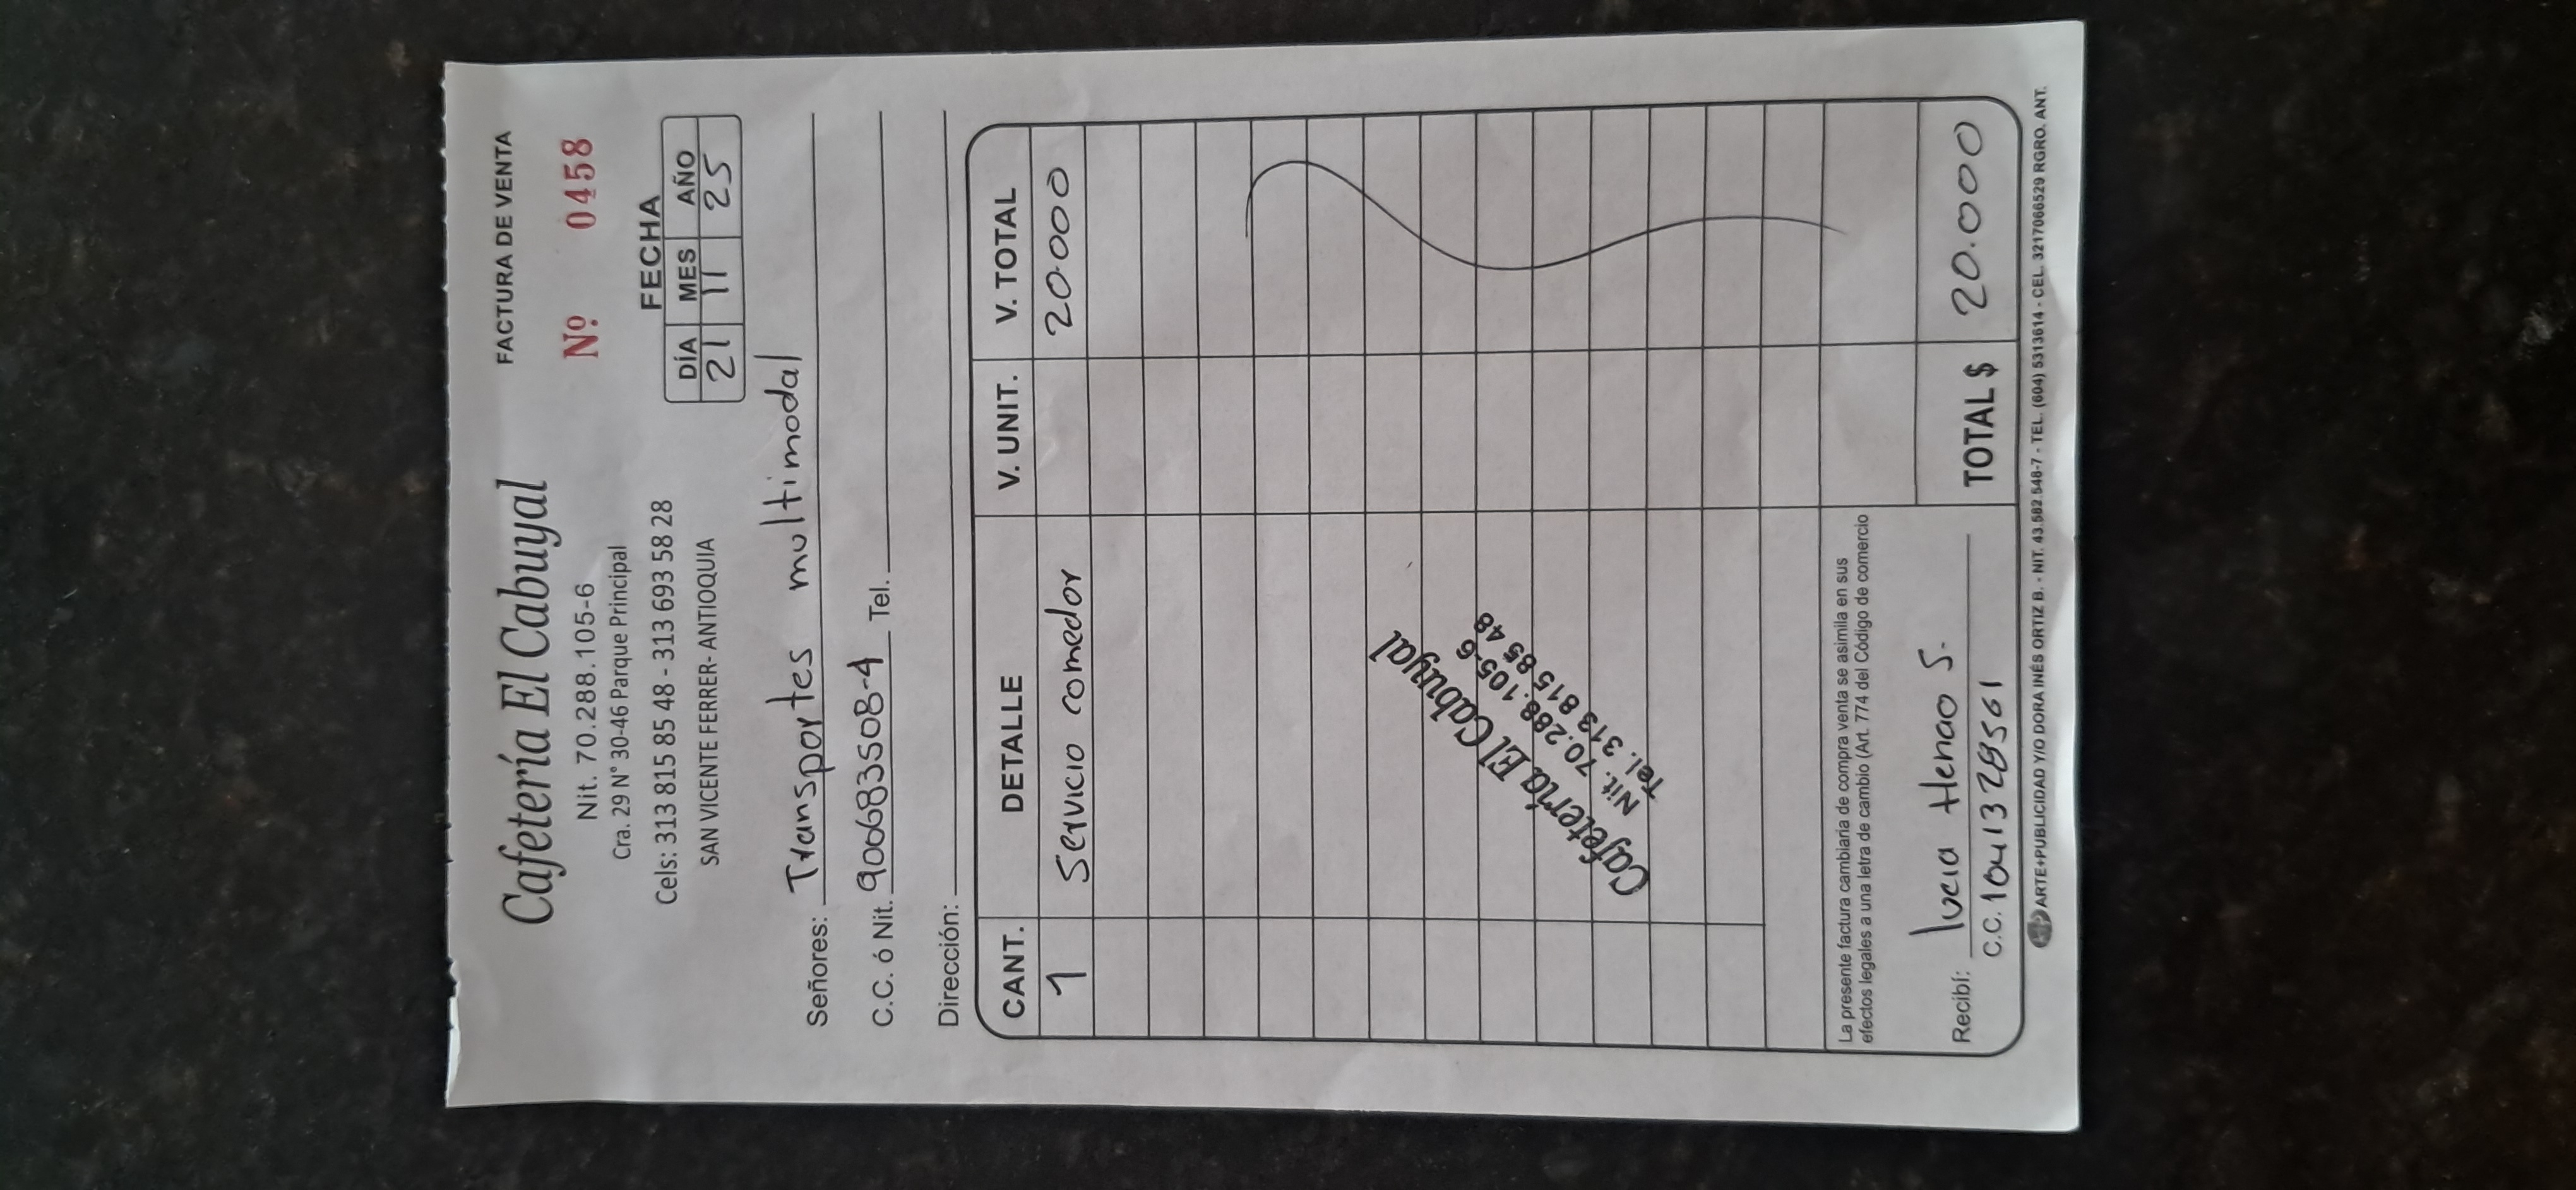 Cafetería El Cabuyal
FACTURA DE VENTA
Nit. 70.288.105-6
Nº 0458
Cra. 29 N° 30-46 Parque Principal
Cels: 313 815 85 48 - 313 693 58 28
SAN VICENTE FERRER- ANTIOQUIA
FECHA
DÍA MES AÑO
21 11 25
Señores: Transportes multimodal
C.C. ó Nit. 900683508-4 Tel.
Dirección:
CANT. DETALLE V. UNIT. V. TOTAL
1 Servicio comedor 20.000
Cafetería El Cabuyal
Nit. 70.288.105-6
Tel. 313 815 85 48
La presente factura cambiaria de compra venta se asimila en sus
efectos legales a una letra de cambio (Art. 774 del Código de comercio
Recibí: lucia Henao S.
C.C. 1041328561
TOTAL $ 20.000
ARTE+PUBLICIDAD Y/O DORA INÉS ORTIZ B. - NIT. 43.582.548-7 - TEL. (604) 5313614 - CEL. 3217066529 RGRO. ANT.